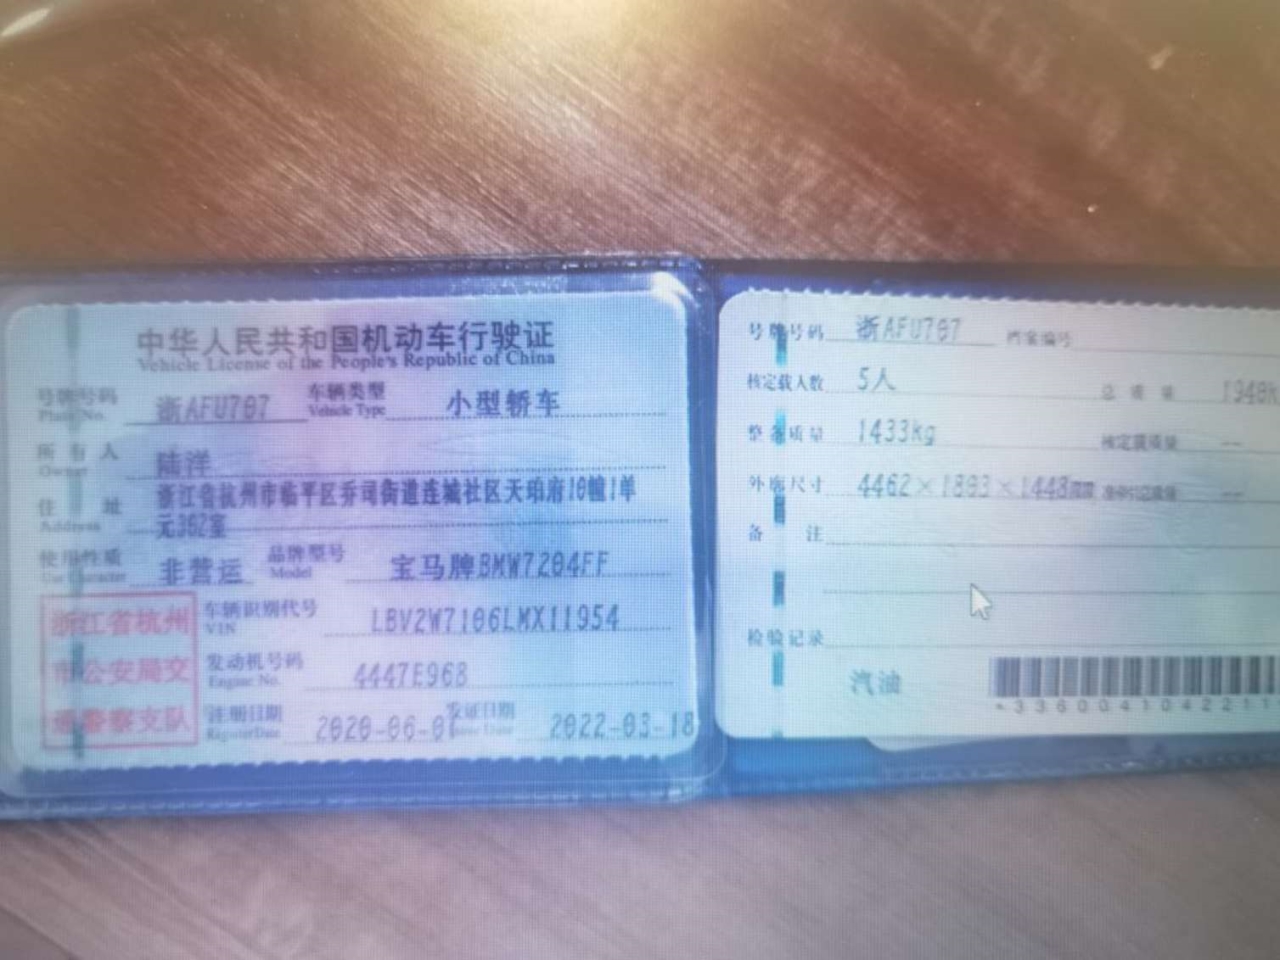 中华人民共和国机动车行驶证
Vehicle License of the People's Republic of China
号牌号码 浙AFU707 车辆类型 小型轿车
Plate No. Vehicle Type
所有人 陆洋
Owner
住址 浙江省杭州市临平区乔司街道连城社区天珀府10幢1单
Address 元302室
使用性质 非营运 品牌型号 宝马牌BMW7204FF
Use Character Model
浙江省杭州
市公安局交
通警察支队
车辆识别代号 LBV2W7106LMX11954
VIN
发动机号码 4447E968
Engine No.
注册日期 2020-06-01 发证日期 2022-03-18
Register Date Issue Date
号牌号码 浙AFU707 档案编号
核定载人数 5人 总质量 1948k
整备质量 1433kg 核定载质量 --
外廓尺寸 4462×1803×1448mm 准牵引总质量 --
备注
检验记录
汽油
*336004104221